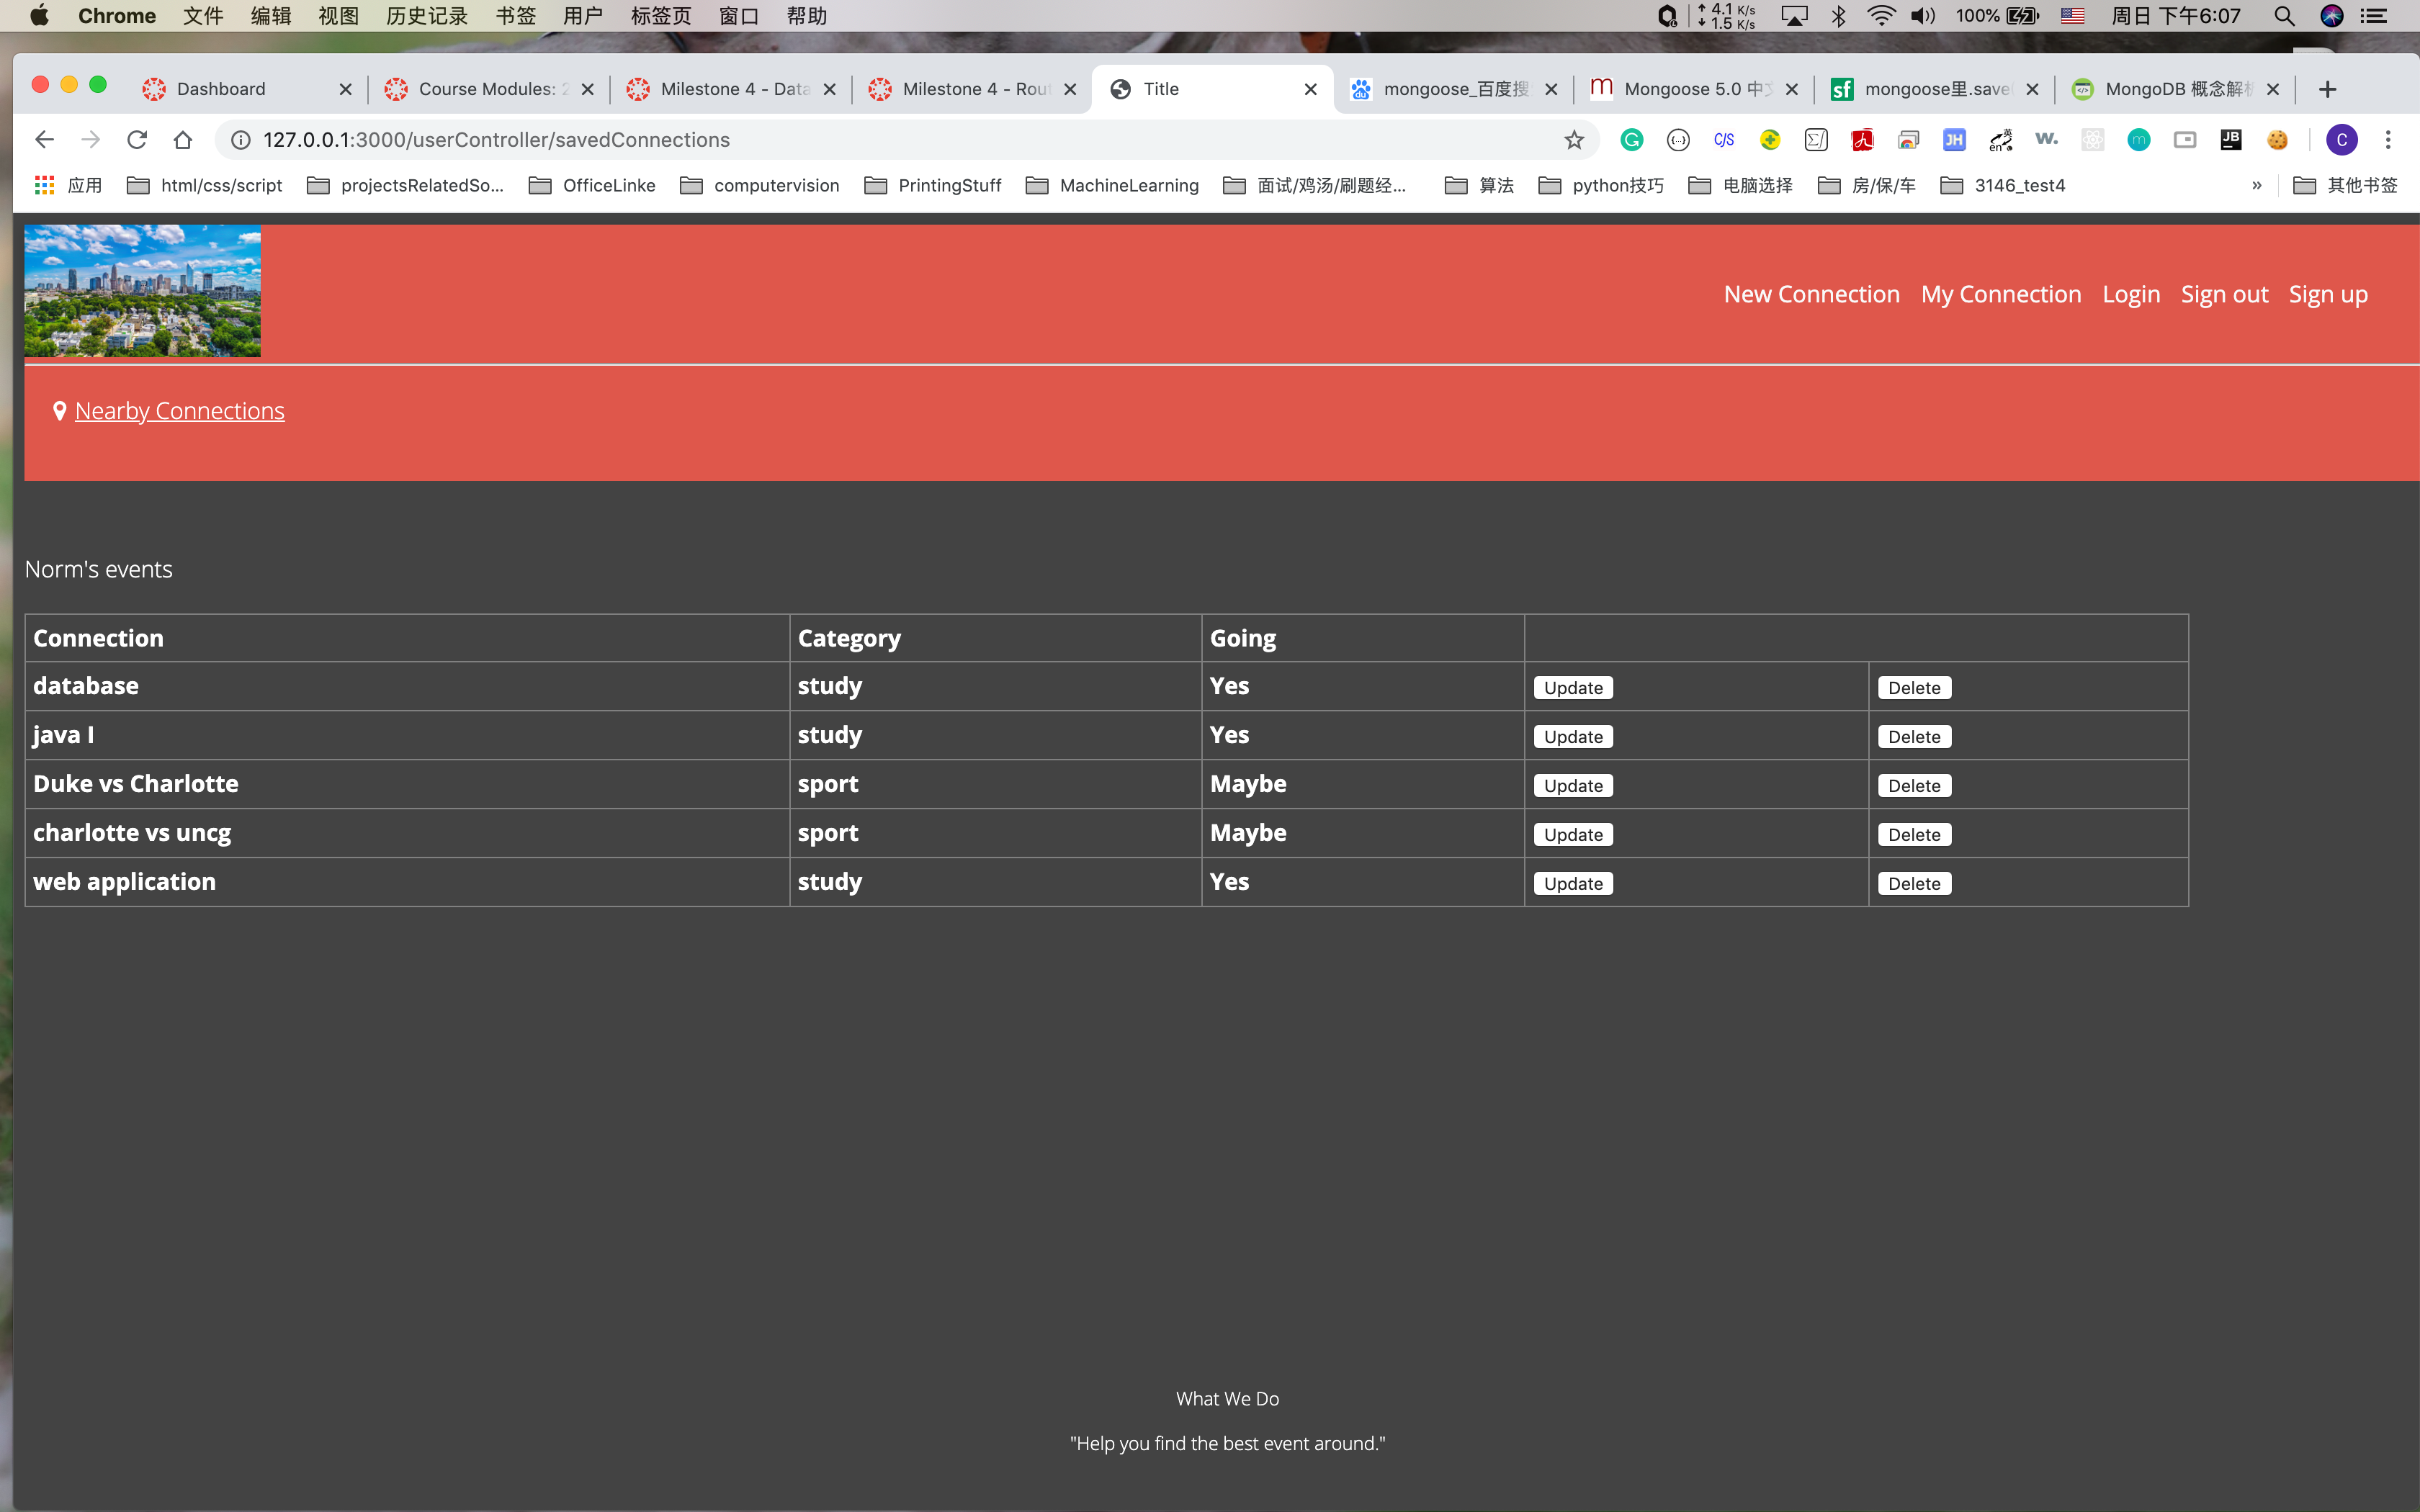 Chrome 文件 编辑 视图 历史记录 书签 用户 标签页 窗口 帮助 4.1 K/s 1.5 K/s 100% 周日 下午6:07
Dashboard Course Modules: 2 Milestone 4 - Data Milestone 4 - Rout Title mongoose_百度搜 Mongoose 5.0 中文 mongoose里.save( MongoDB 概念解析
127.0.0.1:3000/userController/savedConnections
应用 html/css/script projectsRelatedSo... OfficeLinke computervision PrintingStuff MachineLearning 面试/鸡汤/刷题经... 算法 python技巧 电脑选择 房/保/车 3146_test4 » 其他书签
New Connection My Connection Login Sign out Sign up
Nearby Connections
Norm's events
Connection Category Going
database study Yes Update Delete
java I study Yes Update Delete
Duke vs Charlotte sport Maybe Update Delete
charlotte vs uncg sport Maybe Update Delete
web application study Yes Update Delete
What We Do
"Help you find the best event around."